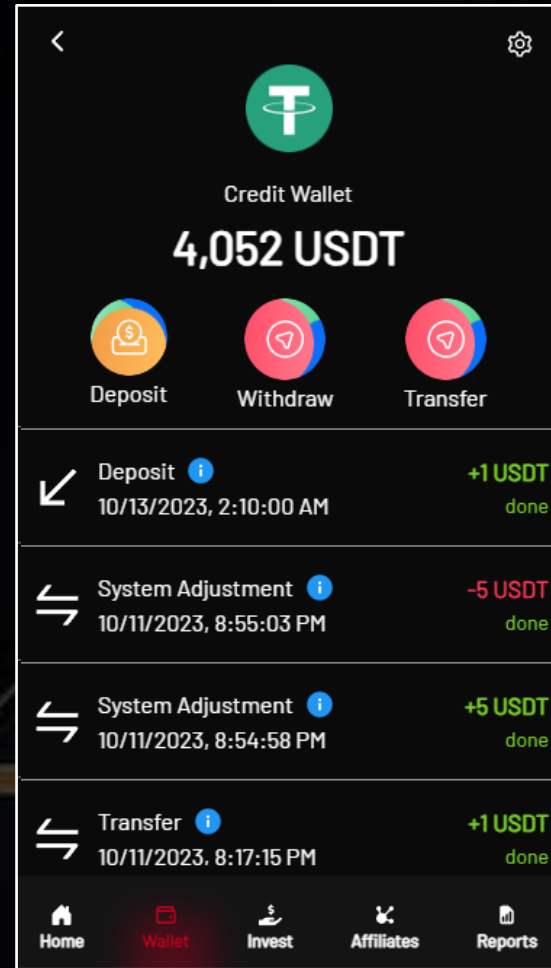 Credit Wallet
4,052 USDT
Deposit Withdraw Transfer
Deposit +1 USDT
10/13/2023, 2:10:00 AM done
System Adjustment -5 USDT
10/11/2023, 8:55:03 PM done
System Adjustment +5 USDT
10/11/2023, 8:54:58 PM done
Transfer +1 USDT
10/11/2023, 8:17:15 PM done
Home Wallet Invest Affiliates Reports